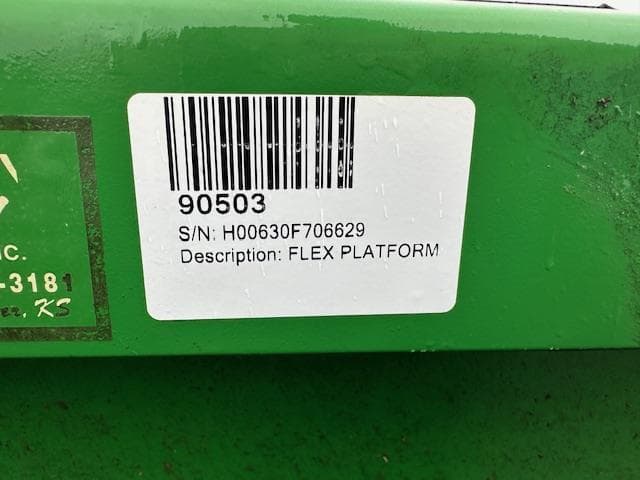 90503
S/N: H00630F706629
Description: FLEX PLATFORM
C.
-3181
KS